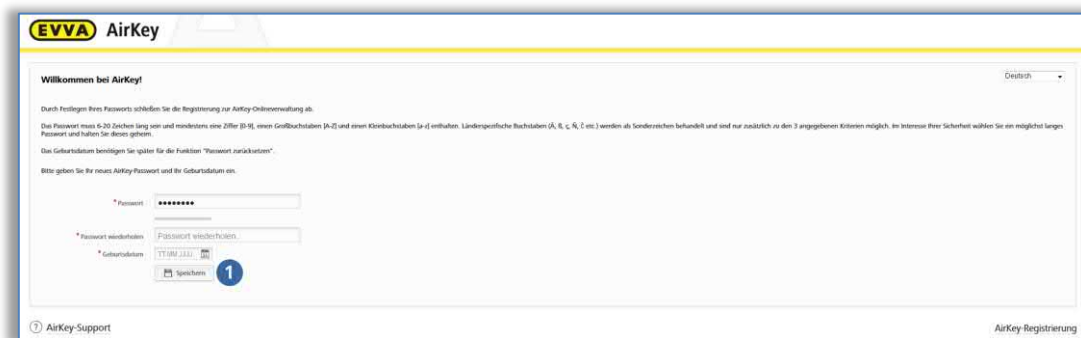 EVVA AirKey
Willkommen bei AirKey!
Deutsch
Durch Festlegen Ihres Passworts schließen Sie die Registrierung zur AirKey-Onlineverwaltung ab.
Das Passwort muss 6-20 Zeichen lang sein und mindestens eine Ziffer [0-9], einen Großbuchstaben [A-Z] und einen Kleinbuchstaben [a-z] enthalten. Länderspezifische Buchstaben (Ä, ß, ç, Ñ, Č etc.) werden als Sonderzeichen behandelt und sind nur zusätzlich zu den 3 angegebenen Kriterien möglich. Im Interesse Ihrer Sicherheit wählen Sie ein möglichst langes
Passwort und halten Sie dieses geheim.
Das Geburtsdatum benötigen Sie später für die Funktion "Passwort zurücksetzen".
Bitte geben Sie Ihr neues AirKey-Passwort und Ihr Geburtsdatum ein.
* Passwort ••••••••
* Passwort wiederholen Passwort wiederholen...
* Geburtsdatum TT.MM.JJJJ
Speichern 1
? AirKey-Support
AirKey-Registrierung